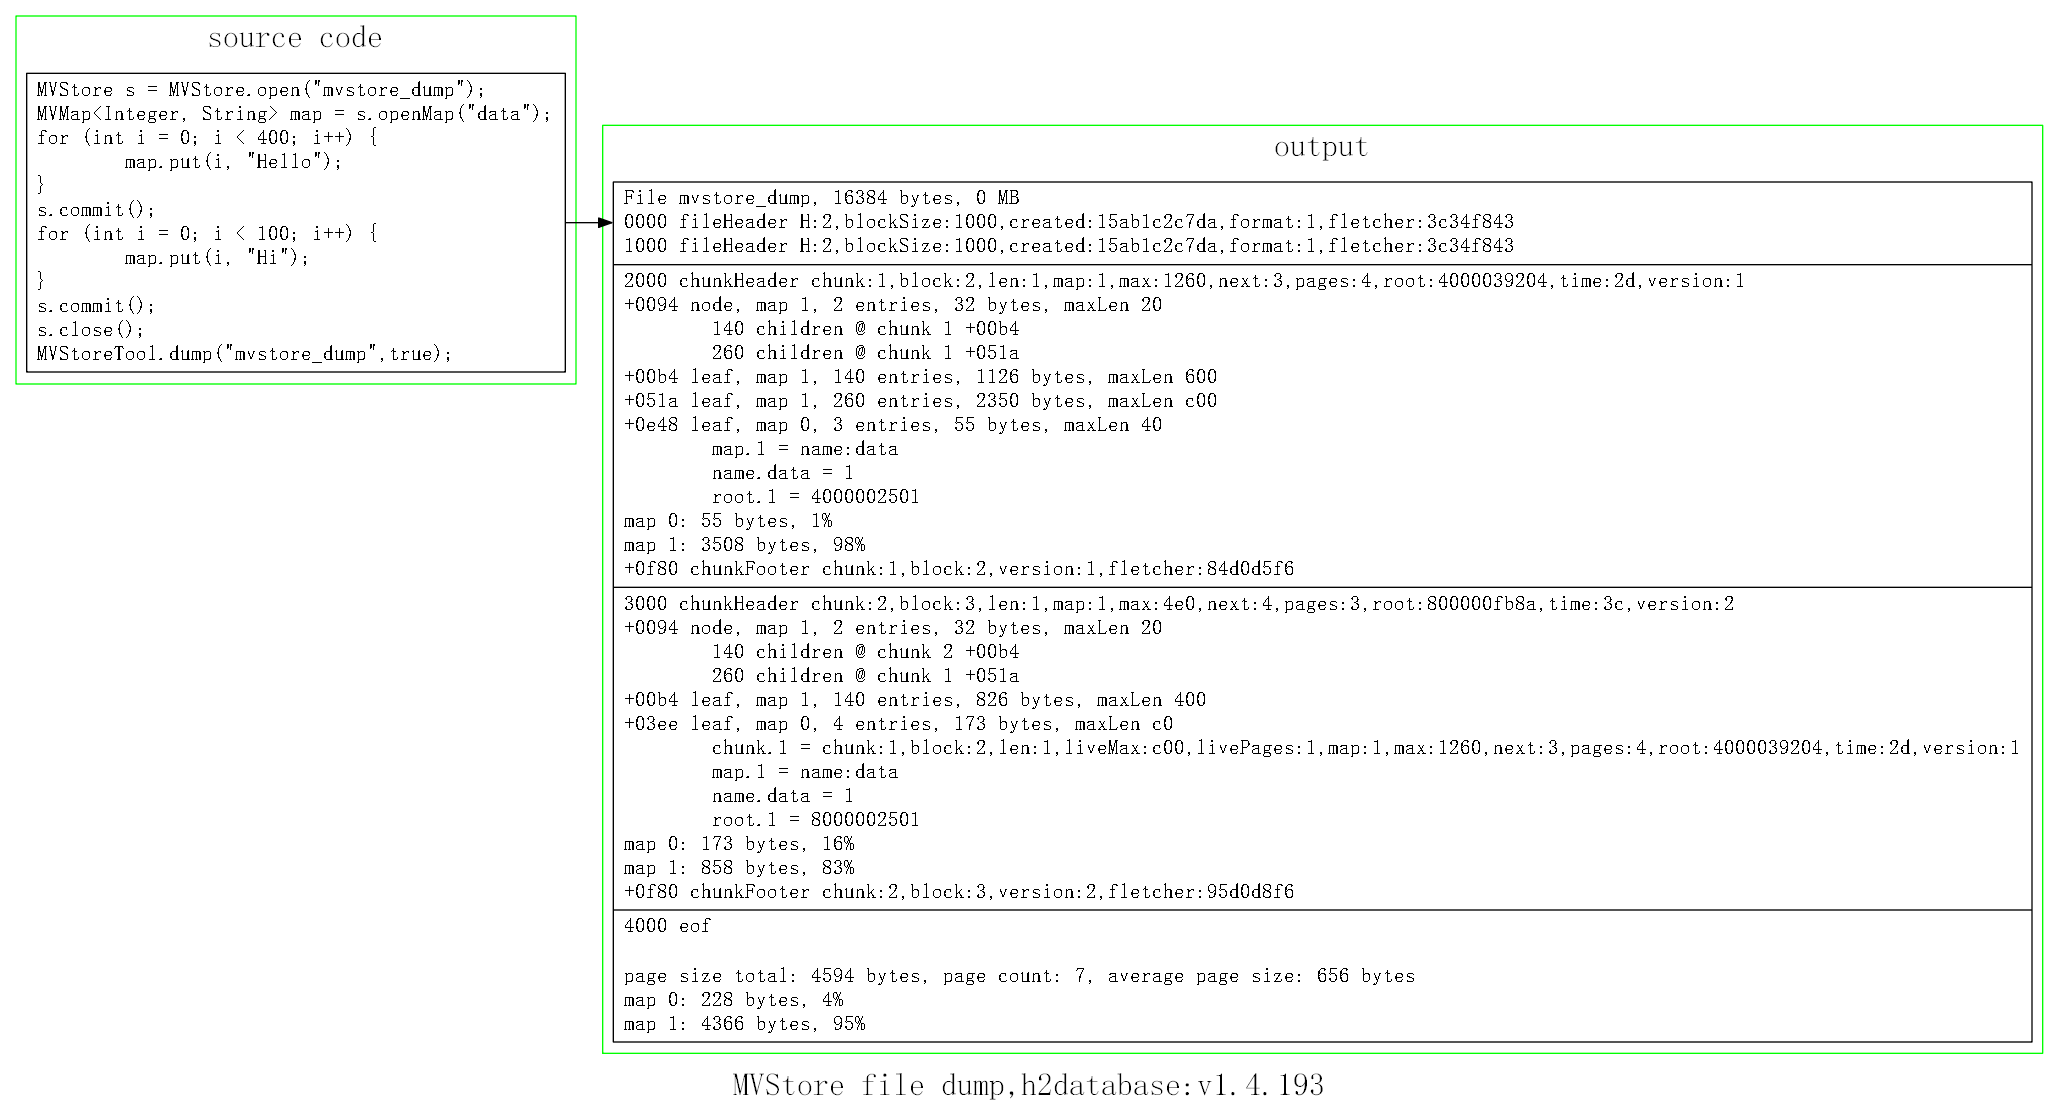 source code
MVStore s = MVStore.open("mvstore_dump");
MVMap<Integer, String> map = s.openMap("data");
for (int i = 0; i < 400; i++) {
        map.put(i, "Hello");
}
s.commit();
for (int i = 0; i < 100; i++) {
        map.put(i, "Hi");
}
s.commit();
s.close();
MVStoreTool.dump("mvstore_dump",true);
output
File mvstore_dump, 16384 bytes, 0 MB
0000 fileHeader H:2,blockSize:1000,created:15ab1c2c7da,format:1,fletcher:3c34f843
1000 fileHeader H:2,blockSize:1000,created:15ab1c2c7da,format:1,fletcher:3c34f843
2000 chunkHeader chunk:1,block:2,len:1,map:1,max:1260,next:3,pages:4,root:4000039204,time:2d,version:1
+0094 node, map 1, 2 entries, 32 bytes, maxLen 20
        140 children @ chunk 1 +00b4
        260 children @ chunk 1 +051a
+00b4 leaf, map 1, 140 entries, 1126 bytes, maxLen 600
+051a leaf, map 1, 260 entries, 2350 bytes, maxLen c00
+0e48 leaf, map 0, 3 entries, 55 bytes, maxLen 40
        map.1 = name:data
        name.data = 1
        root.1 = 4000002501
map 0: 55 bytes, 1%
map 1: 3508 bytes, 98%
+0f80 chunkFooter chunk:1,block:2,version:1,fletcher:84d0d5f6
3000 chunkHeader chunk:2,block:3,len:1,map:1,max:4e0,next:4,pages:3,root:800000fb8a,time:3c,version:2
+0094 node, map 1, 2 entries, 32 bytes, maxLen 20
        140 children @ chunk 2 +00b4
        260 children @ chunk 1 +051a
+00b4 leaf, map 1, 140 entries, 826 bytes, maxLen 400
+03ee leaf, map 0, 4 entries, 173 bytes, maxLen c0
        chunk.1 = chunk:1,block:2,len:1,liveMax:c00,livePages:1,map:1,max:1260,next:3,pages:4,root:4000039204,time:2d,version:1
        map.1 = name:data
        name.data = 1
        root.1 = 8000002501
map 0: 173 bytes, 16%
map 1: 858 bytes, 83%
+0f80 chunkFooter chunk:2,block:3,version:2,fletcher:95d0d8f6
4000 eof
page size total: 4594 bytes, page count: 7, average page size: 656 bytes
map 0: 228 bytes, 4%
map 1: 4366 bytes, 95%
MVStore file dump,h2database:v1.4.193